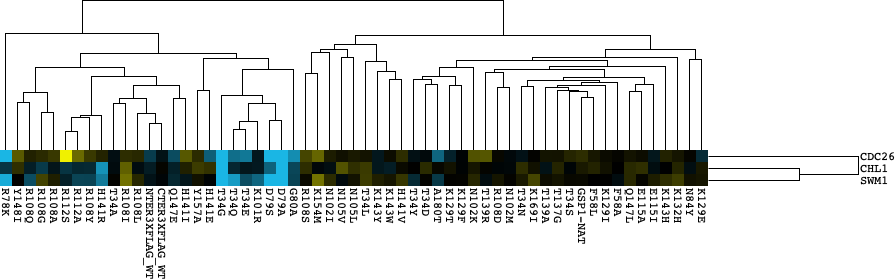 CDC26
CHL1
SWM1
R78K
Y148I
R108Q
R108G
R108A
R112S
R112A
R108Y
H141R
T34A
R108I
R108L
NTER3XFLAG_WT
CTER3XFLAG_WT
Q147E
H141I
Y157A
H141E
T34G
T34Q
T34E
K101R
D79S
D79A
G80A
R108S
K154M
N102I
N105V
N105L
T34L
K143Y
K143W
H141V
T34Y
T34D
A180T
K129T
K129F
N102K
T139R
R108D
N102M
T34N
K169I
T139A
T137G
T34S
GSP1-NAT
F58L
K129I
F58A
Q147L
E115A
E115I
K143H
K132H
N84Y
K129E